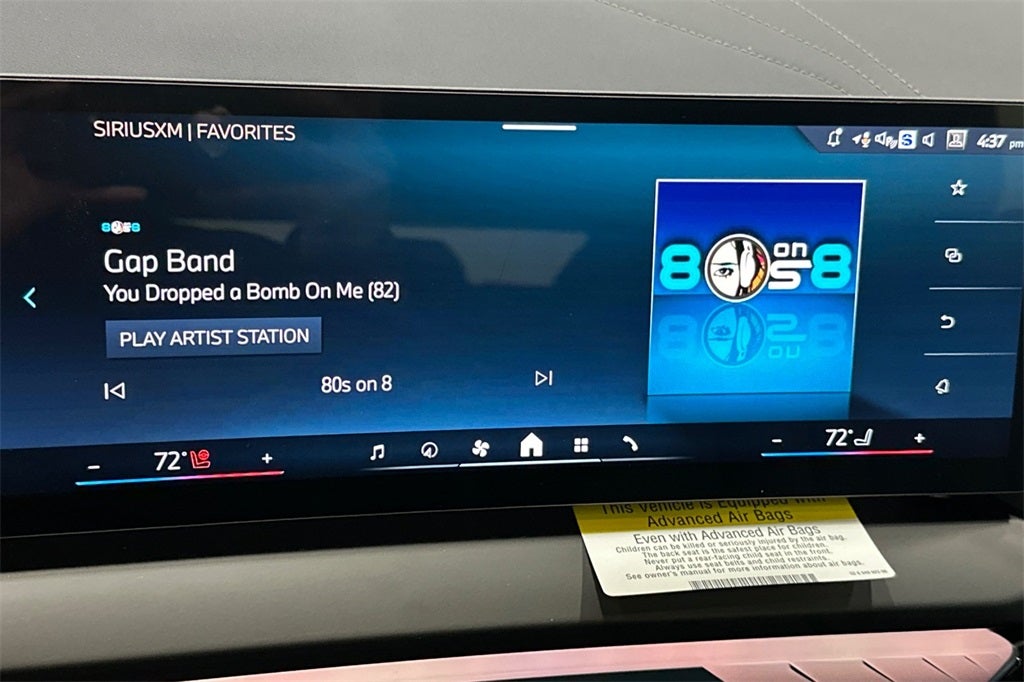 SIRIUSXM | FAVORITES
4:37 pm
80s on 8
Gap Band
You Dropped a Bomb On Me (82)
PLAY ARTIST STATION
80s on 8
80s on 8
- 72° +
- 72° +
This Vehicle is Equipped with
Advanced Air Bags
Even with Advanced Air Bags
Children can be killed or seriously injured by the air bag.
The back seat is the safest place for children.
Never put a rear-facing child seat in the front.
Always use seat belts and child restraints.
See owner's manual for more information about air bags.